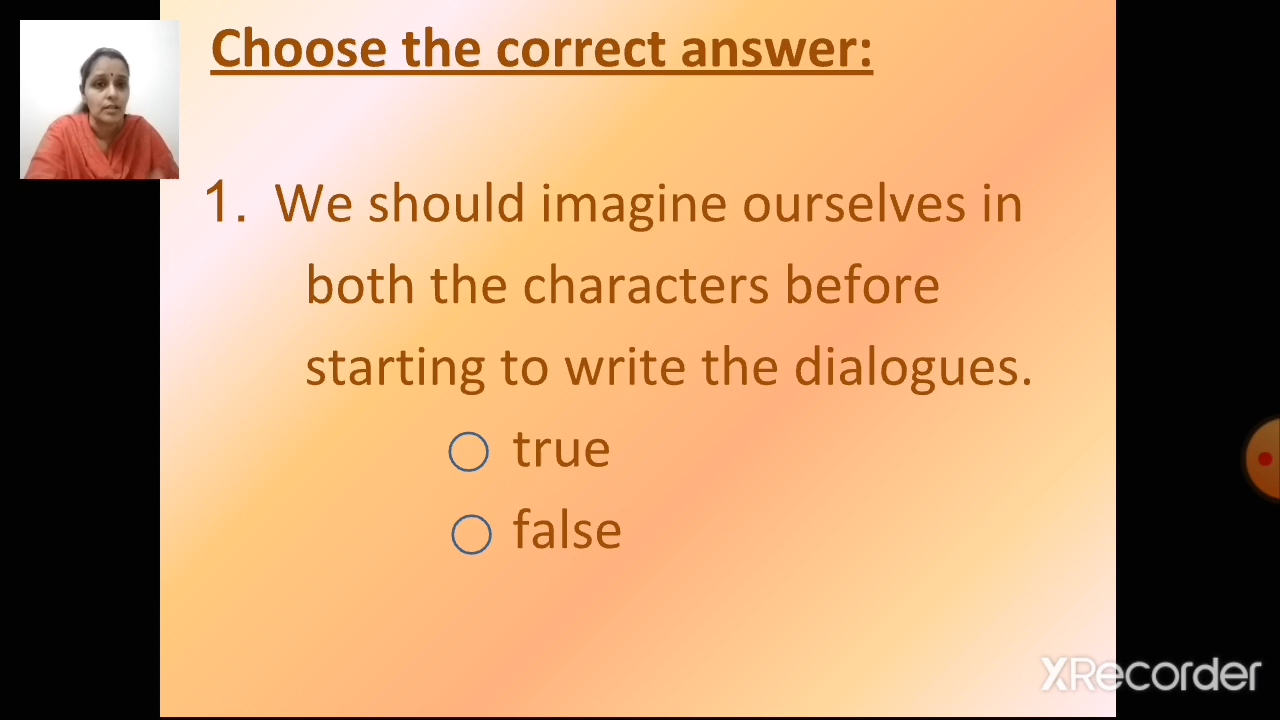 Choose the correct answer:
1. We should imagine ourselves in
both the characters before
starting to write the dialogues.
true
false
XRecorder